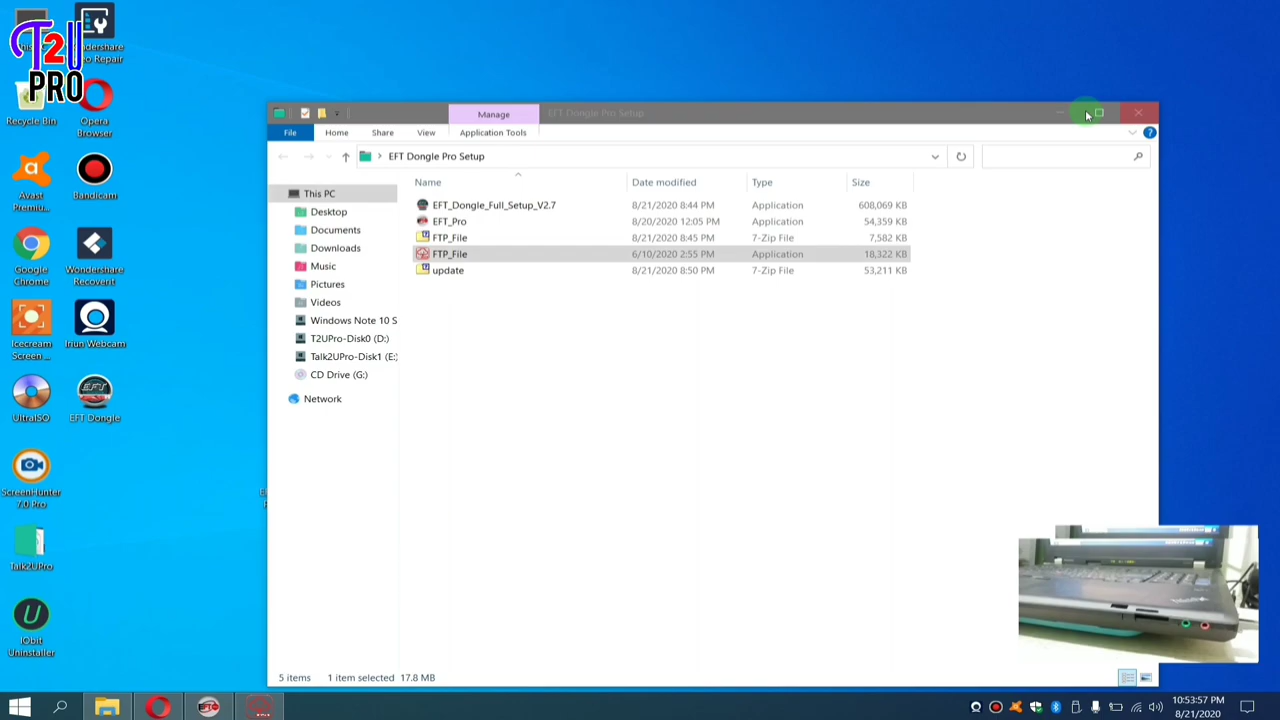 T2U
PRO
Wondershare
Recycle Bin
Opera
Browser
Avast
Premiu...
Bandicam
Google
Chrome
Wondershare
Recoverit
Icecream
Screen ...
Iriun Webcam
UltraISO
EFT Dongle
ScreenHunter
7.0 Pro
Talk2UPro
IObit
Uninstaller
Manage
EFT Dongle Pro Setup
File
Home
Share
View
Application Tools
EFT Dongle Pro Setup
Name
Date modified
Type
Size
This PC
Desktop
Documents
Downloads
Music
Pictures
Videos
Windows Note 10 S
T2UPro-Disk0 (D:)
Talk2UPro-Disk1 (E:)
CD Drive (G:)
Network
EFT_Dongle_Full_Setup_V2.7 8/21/2020 8:44 PM Application 608,069 KB
EFT_Pro 8/20/2020 12:05 PM Application 54,359 KB
FTP_File 8/21/2020 8:45 PM 7-Zip File 7,582 KB
FTP_File 6/10/2020 2:55 PM Application 18,322 KB
update 8/21/2020 8:50 PM 7-Zip File 53,211 KB
5 items 1 item selected 17.8 MB
10:53:57 PM
8/21/2020